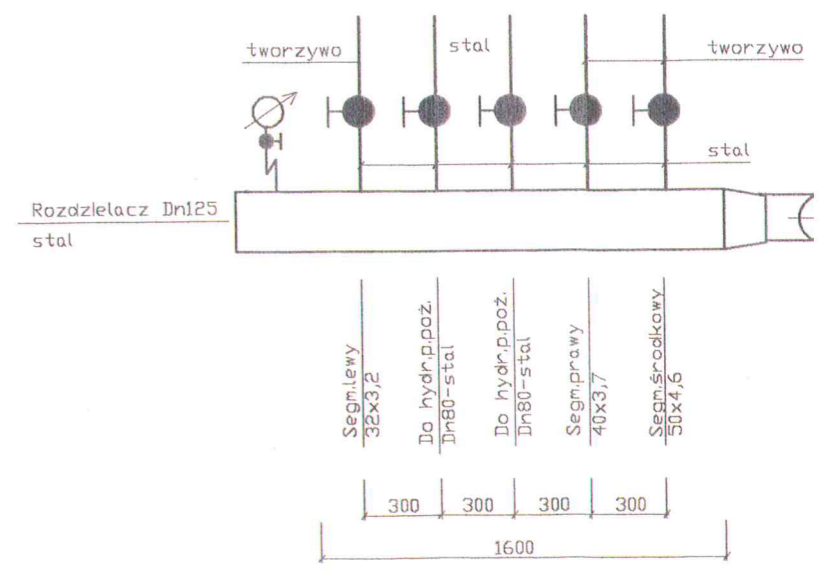 tworzywo
stal
tworzywo
stal
Rozdzielacz Dn125
stal
Segm.lewy
32x3,2
Do hydr.p.poż.
Dn80-stal
Do hydr.p.poż.
Dn80-stal
Segm.prawy
40x3,7
Segm.środkowy
50x4,6
300
300
300
300
1600